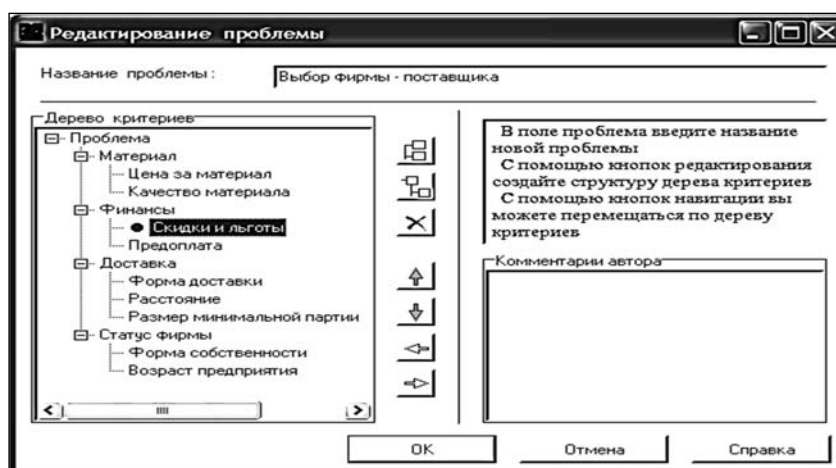 Редактирование проблемы
Название проблемы:
Выбор фирмы - поставщика
Дерево критериев
Проблема
Материал
Цена за материал
Качество материала
Финансы
Скидки и льготы
Предоплата
Доставка
Форма доставки
Расстояние
Размер минимальной партии
Статус фирмы
Форма собственности
Возраст предприятия
В поле проблема введите название
новой проблемы
С помощью кнопок редактирования
создайте структуру дерева критериев
С помощью кнопок навигации вы
можете перемещаться по дереву
критериев
Комментарии автора
OK
Отмена
Справка